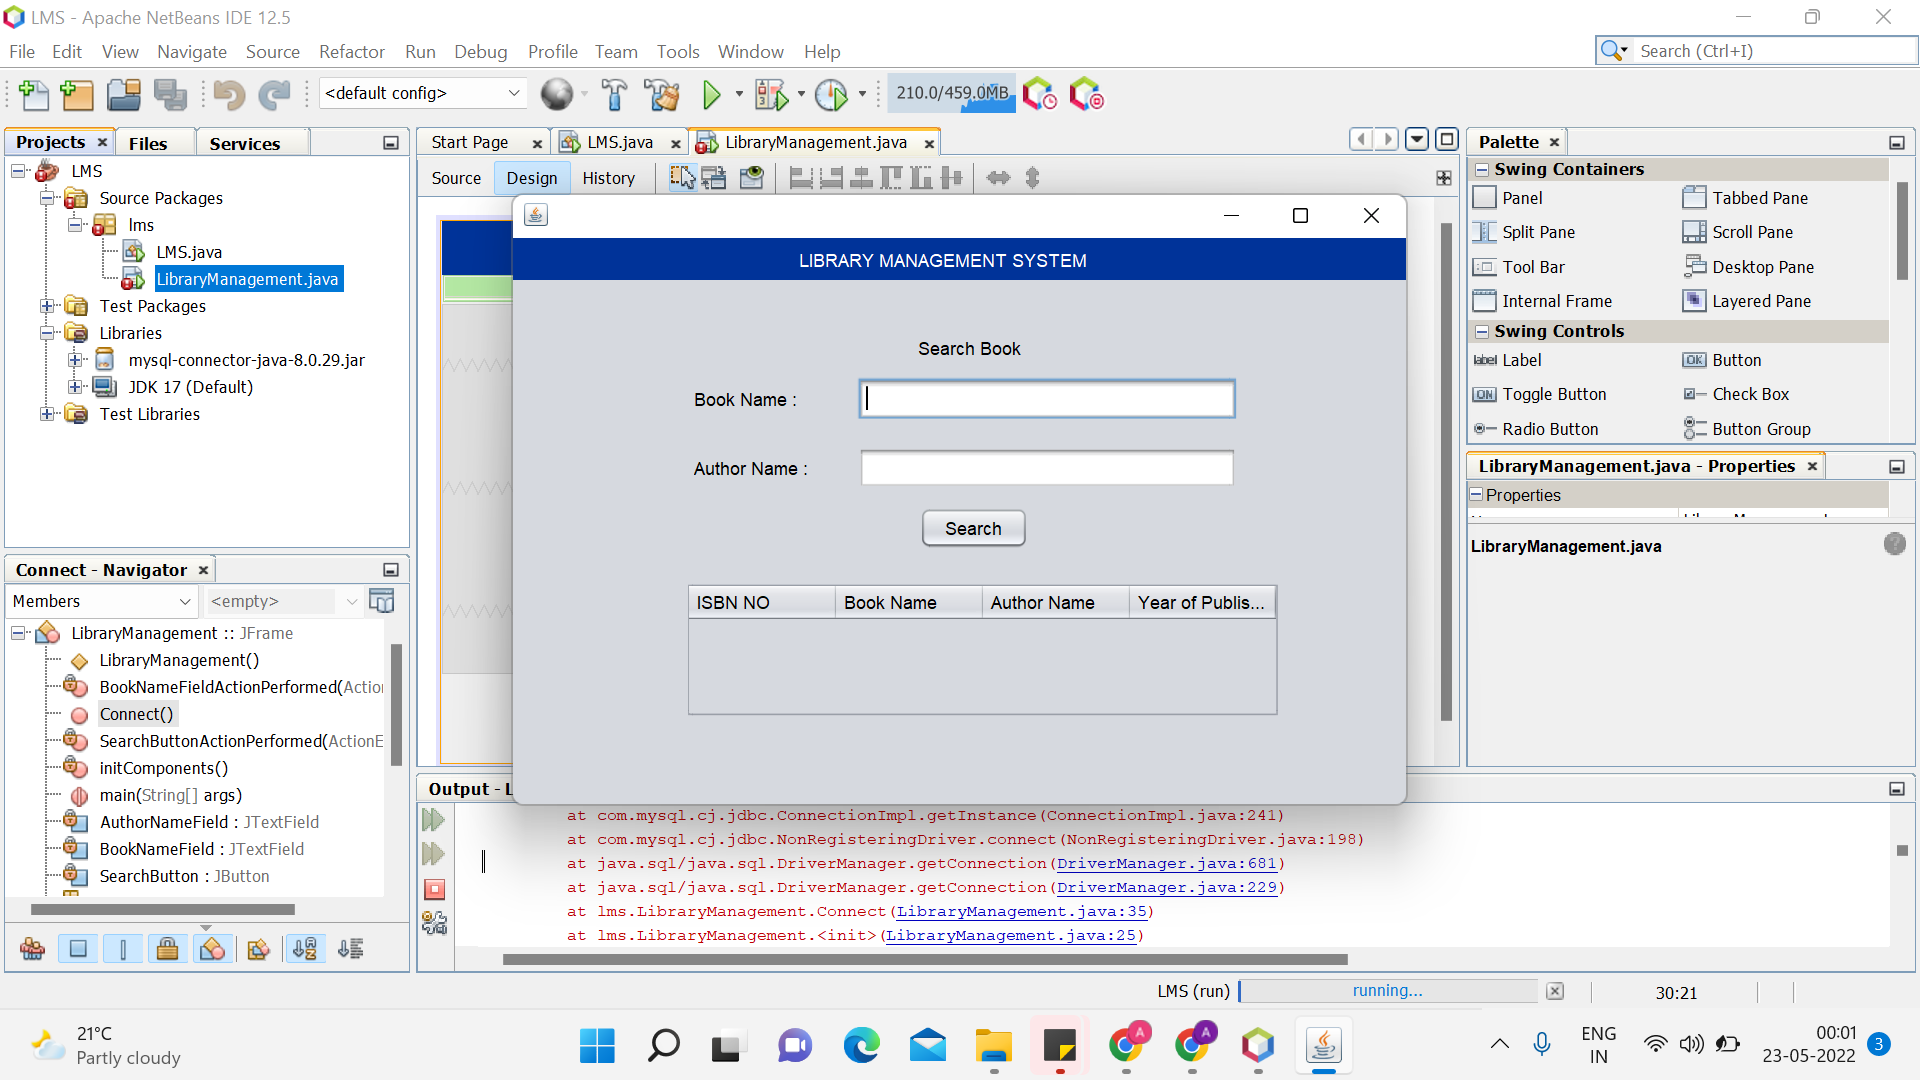 LMS - Apache NetBeans IDE 12.5
File Edit View Navigate Source Refactor Run Debug Profile Team Tools Window Help
Search (Ctrl+I)
<default config>
210.0/459.0MB
Projects
Files
Services
LMS
Source Packages
lms
LMS.java
LibraryManagement.java
Test Packages
Libraries
mysql-connector-java-8.0.29.jar
JDK 17 (Default)
Test Libraries
Connect - Navigator
Members
<empty>
LibraryManagement :: JFrame
LibraryManagement()
BookNameFieldActionPerformed(Action
Connect()
SearchButtonActionPerformed(ActionE
initComponents()
main(String[] args)
AuthorNameField : JTextField
BookNameField : JTextField
SearchButton : JButton
Start Page
LMS.java
LibraryManagement.java
Source
Design
History
LIBRARY MANAGEMENT SYSTEM
Search Book
Book Name :
Author Name :
Search
ISBN NO
Book Name
Author Name
Year of Publis...
Output - L
at com.mysql.cj.jdbc.ConnectionImpl.getInstance(ConnectionImpl.java:241)
at com.mysql.cj.jdbc.NonRegisteringDriver.connect(NonRegisteringDriver.java:198)
at java.sql/java.sql.DriverManager.getConnection(DriverManager.java:681)
at java.sql/java.sql.DriverManager.getConnection(DriverManager.java:229)
at lms.LibraryManagement.Connect(LibraryManagement.java:35)
at lms.LibraryManagement.<init>(LibraryManagement.java:25)
Palette
Swing Containers
Panel
Tabbed Pane
Split Pane
Scroll Pane
Tool Bar
Desktop Pane
Internal Frame
Layered Pane
Swing Controls
label Label
OK Button
ON Toggle Button
Check Box
Radio Button
Button Group
LibraryManagement.java - Properties
Properties
LibraryManagement.java
LMS (run)
running...
30:21
21°C
Partly cloudy
A
A
ENG
IN
00:01
23-05-2022
3